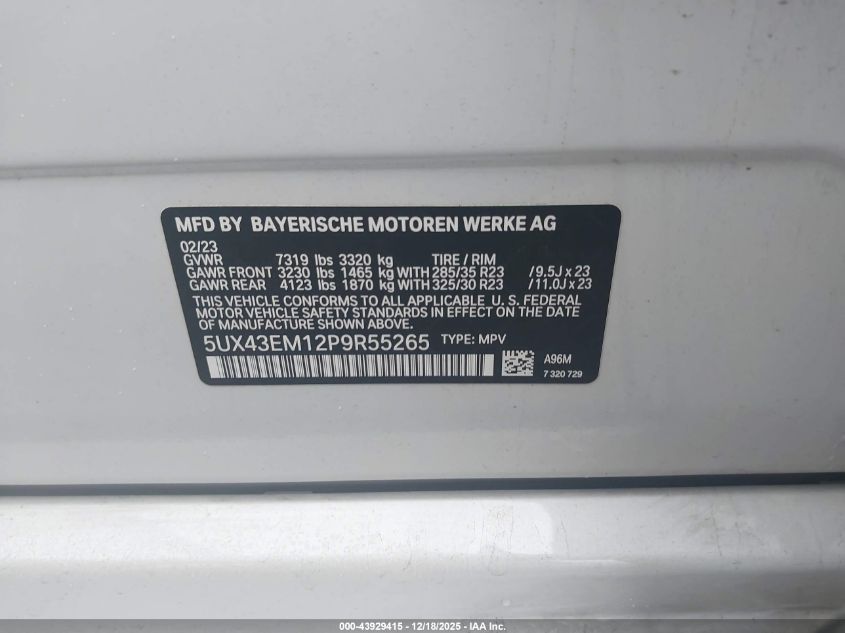 MFD BY BAYERISCHE MOTOREN WERKE AG
02/23
GVWR 7319 lbs 3320 kg TIRE / RIM
GAWR FRONT 3230 lbs 1465 kg WITH 285/35 R23 / 9.5J x 23
GAWR REAR 4123 lbs 1870 kg WITH 325/30 R23 / 11.0J x 23
THIS VEHICLE CONFORMS TO ALL APPLICABLE U. S. FEDERAL
MOTOR VEHICLE SAFETY STANDARDS IN EFFECT ON THE
DATE OF MANUFACTURE SHOWN ABOVE.
5UX43EM12P9R55265 TYPE: MPV
A96M
7 320 729
000-43929415 - 12/18/2025 - IAA Inc.